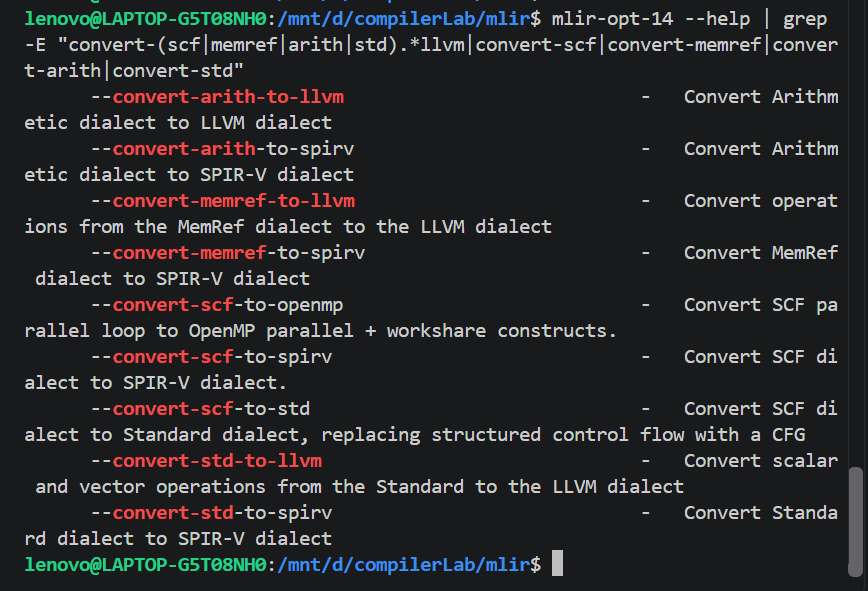 lenovo@LAPTOP-G5T08NH0:/mnt/d/compilerLab/mlir$ mlir-opt-14 --help | grep
-E "convert-(scf|memref|arith|std).*llvm|convert-scf|convert-memref|conver
t-arith|convert-std"
--convert-arith-to-llvm - Convert Arithm
etic dialect to LLVM dialect
--convert-arith-to-spirv - Convert Arithm
etic dialect to SPIR-V dialect
--convert-memref-to-llvm - Convert operat
ions from the MemRef dialect to the LLVM dialect
--convert-memref-to-spirv - Convert MemRef
dialect to SPIR-V dialect
--convert-scf-to-openmp - Convert SCF pa
rallel loop to OpenMP parallel + workshare constructs.
--convert-scf-to-spirv - Convert SCF di
alect to SPIR-V dialect.
--convert-scf-to-std - Convert SCF di
alect to Standard dialect, replacing structured control flow with a CFG
--convert-std-to-llvm - Convert scalar
and vector operations from the Standard to the LLVM dialect
--convert-std-to-spirv - Convert Standa
rd dialect to SPIR-V dialect
lenovo@LAPTOP-G5T08NH0:/mnt/d/compilerLab/mlir$